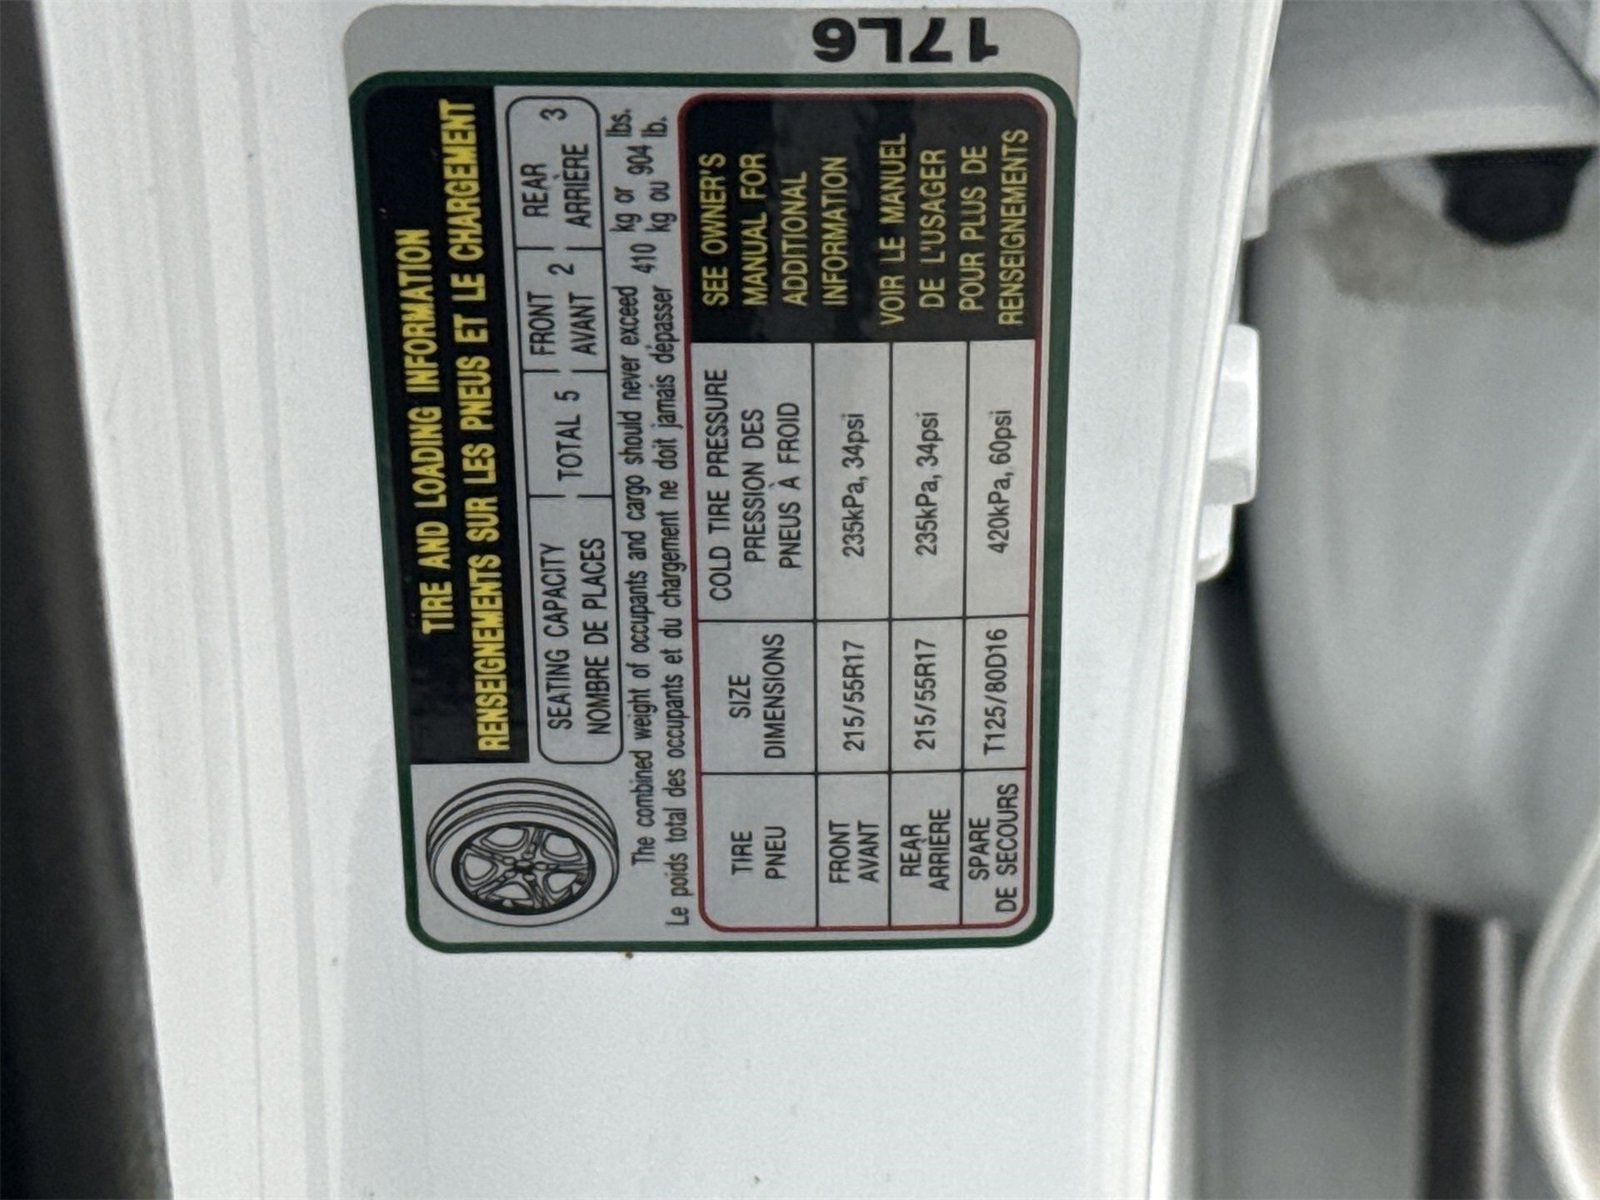 17L6
TIRE AND LOADING INFORMATION
RENSEIGNEMENTS SUR LES PNEUS ET LE CHARGEMENT
SEATING CAPACITY
NOMBRE DE PLACES
TOTAL 5
FRONT
AVANT 2
REAR
ARRIÈRE 3
The combined weight of occupants and cargo should never exceed 410 kg or 904 lbs.
Le poids total des occupants et du chargement ne doit jamais dépasser 410 kg ou 904 lb.
TIRE
PNEU
SIZE
DIMENSIONS
COLD TIRE PRESSURE
PRESSION DES
PNEUS À FROID
FRONT
AVANT
215/55R17
235kPa, 34psi
REAR
ARRIÈRE
215/55R17
235kPa, 34psi
SPARE
DE SECOURS
T125/80D16
420kPa, 60psi
SEE OWNER'S
MANUAL FOR
ADDITIONAL
INFORMATION
VOIR LE MANUEL
DE L'USAGER
POUR PLUS DE
RENSEIGNEMENTS